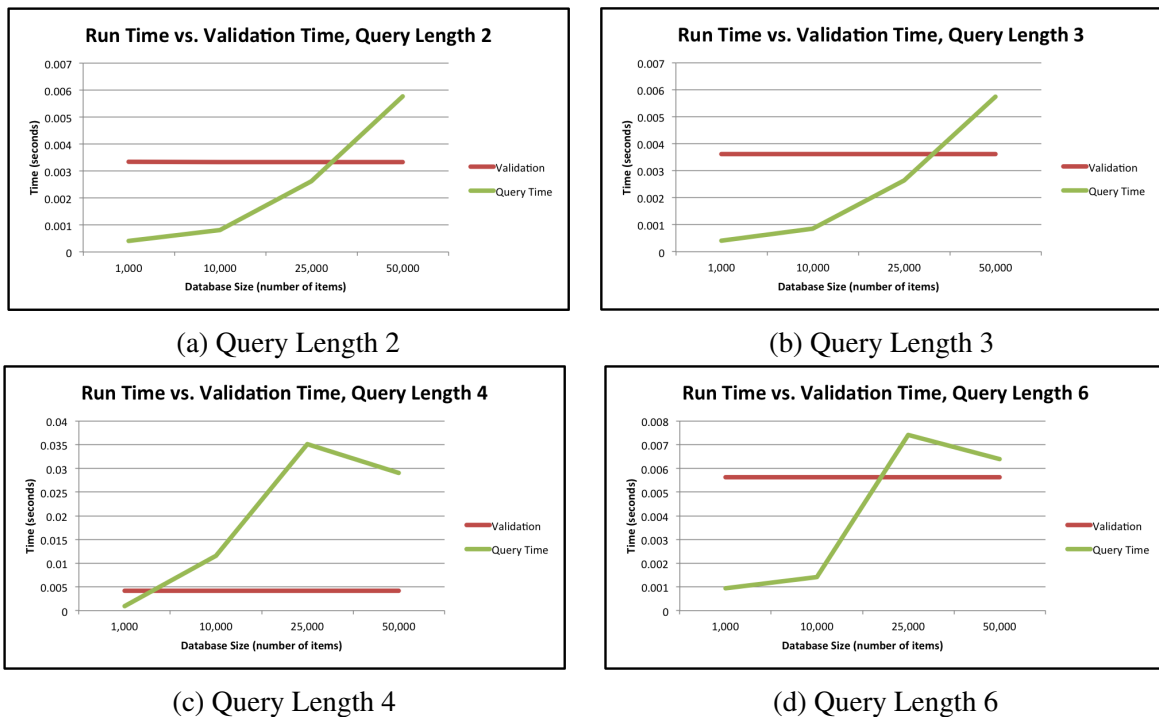 Run Time vs. Validation Time, Query Length 2
0.007
0.006
0.005
0.004
0.003
0.002
0.001
0
Time (seconds)
1,000 10,000 25,000 50,000
Database Size (number of items)
Validation
Query Time
(a) Query Length 2
Run Time vs. Validation Time, Query Length 3
0.007
0.006
0.005
0.004
0.003
0.002
0.001
0
Time (seconds)
1,000 10,000 25,000 50,000
Database Size (number of items)
Validation
Query Time
(b) Query Length 3
Run Time vs. Validation Time, Query Length 4
0.04
0.035
0.03
0.025
0.02
0.015
0.01
0.005
0
Time (seconds)
1,000 10,000 25,000 50,000
Database Size (number of items)
Validation
Query Time
(c) Query Length 4
Run Time vs. Validation Time, Query Length 6
0.008
0.007
0.006
0.005
0.004
0.003
0.002
0.001
0
Time (seconds)
1,000 10,000 25,000 50,000
Database Size (number of items)
Validation
Query Time
(d) Query Length 6